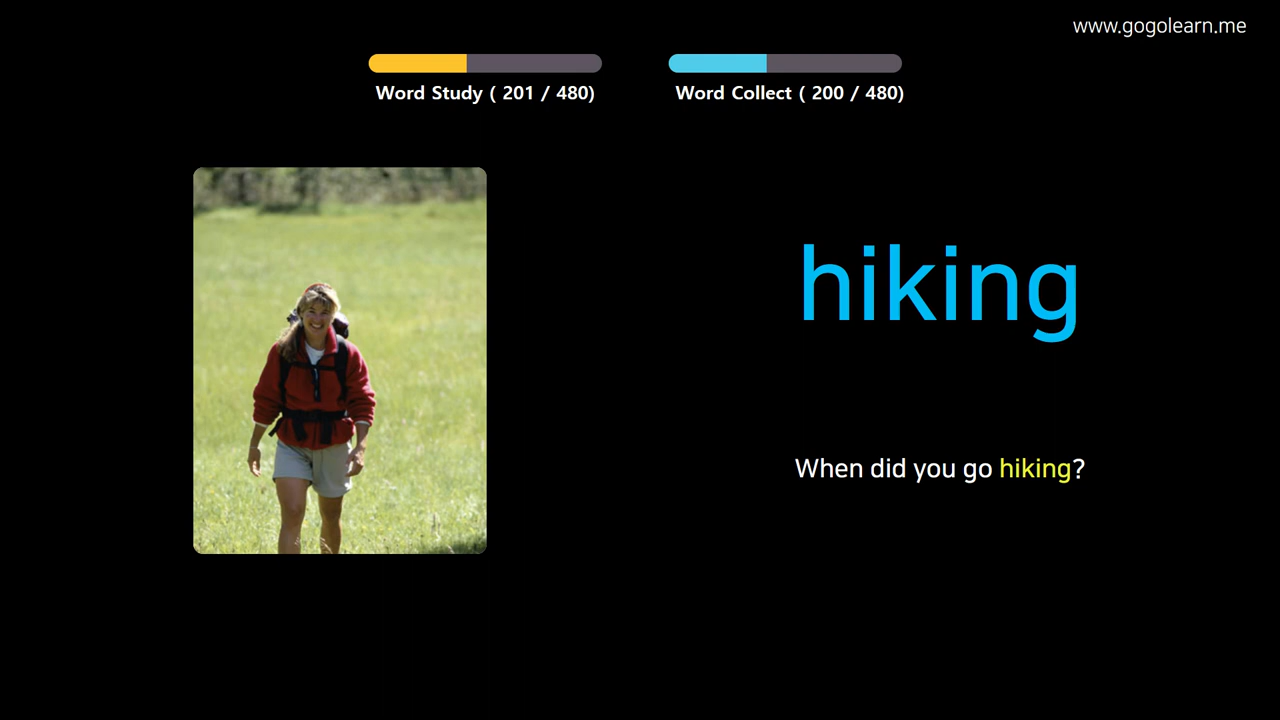 www.gogolearn.me
Word Study ( 201 / 480)
Word Collect ( 200 / 480)
hiking
When did you go hiking?